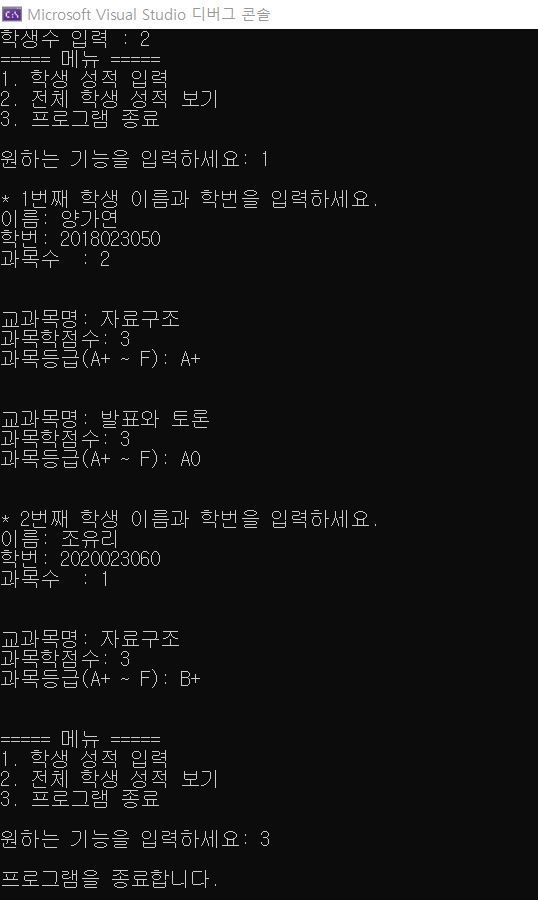 Microsoft Visual Studio 디버그 콘솔
학생수 입력 : 2
===== 메뉴 =====
1. 학생 성적 입력
2. 전체 학생 성적 보기
3. 프로그램 종료
원하는 기능을 입력하세요: 1
* 1번째 학생 이름과 학번을 입력하세요.
이름: 양가연
학번: 2018023050
과목수  : 2
교과목명: 자료구조
과목학점수: 3
과목등급(A+ ~ F): A+
교과목명: 발표와 토론
과목학점수: 3
과목등급(A+ ~ F): A0
* 2번째 학생 이름과 학번을 입력하세요.
이름: 조유리
학번: 2020023060
과목수  : 1
교과목명: 자료구조
과목학점수: 3
과목등급(A+ ~ F): B+
===== 메뉴 =====
1. 학생 성적 입력
2. 전체 학생 성적 보기
3. 프로그램 종료
원하는 기능을 입력하세요: 3
프로그램을 종료합니다.